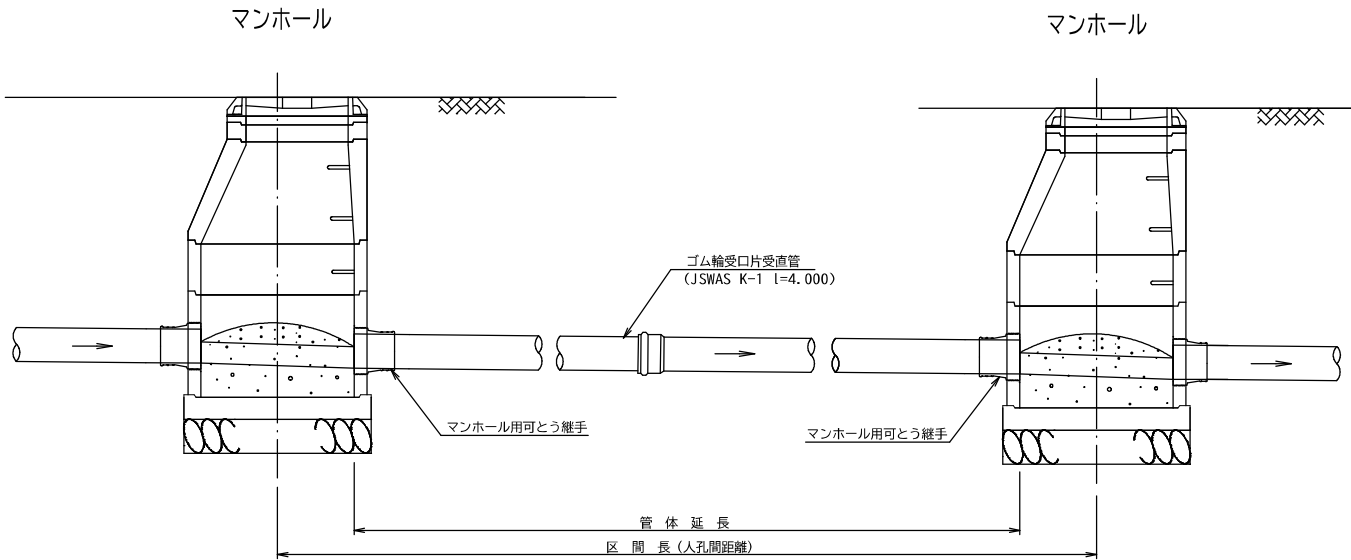 マンホール
マンホール
ゴム輪受口片受直管
(JSWAS K-1 l=4.000)
マンホール用可とう継手
マンホール用可とう継手
管 体 延 長
区 間 長 (人孔間距離)